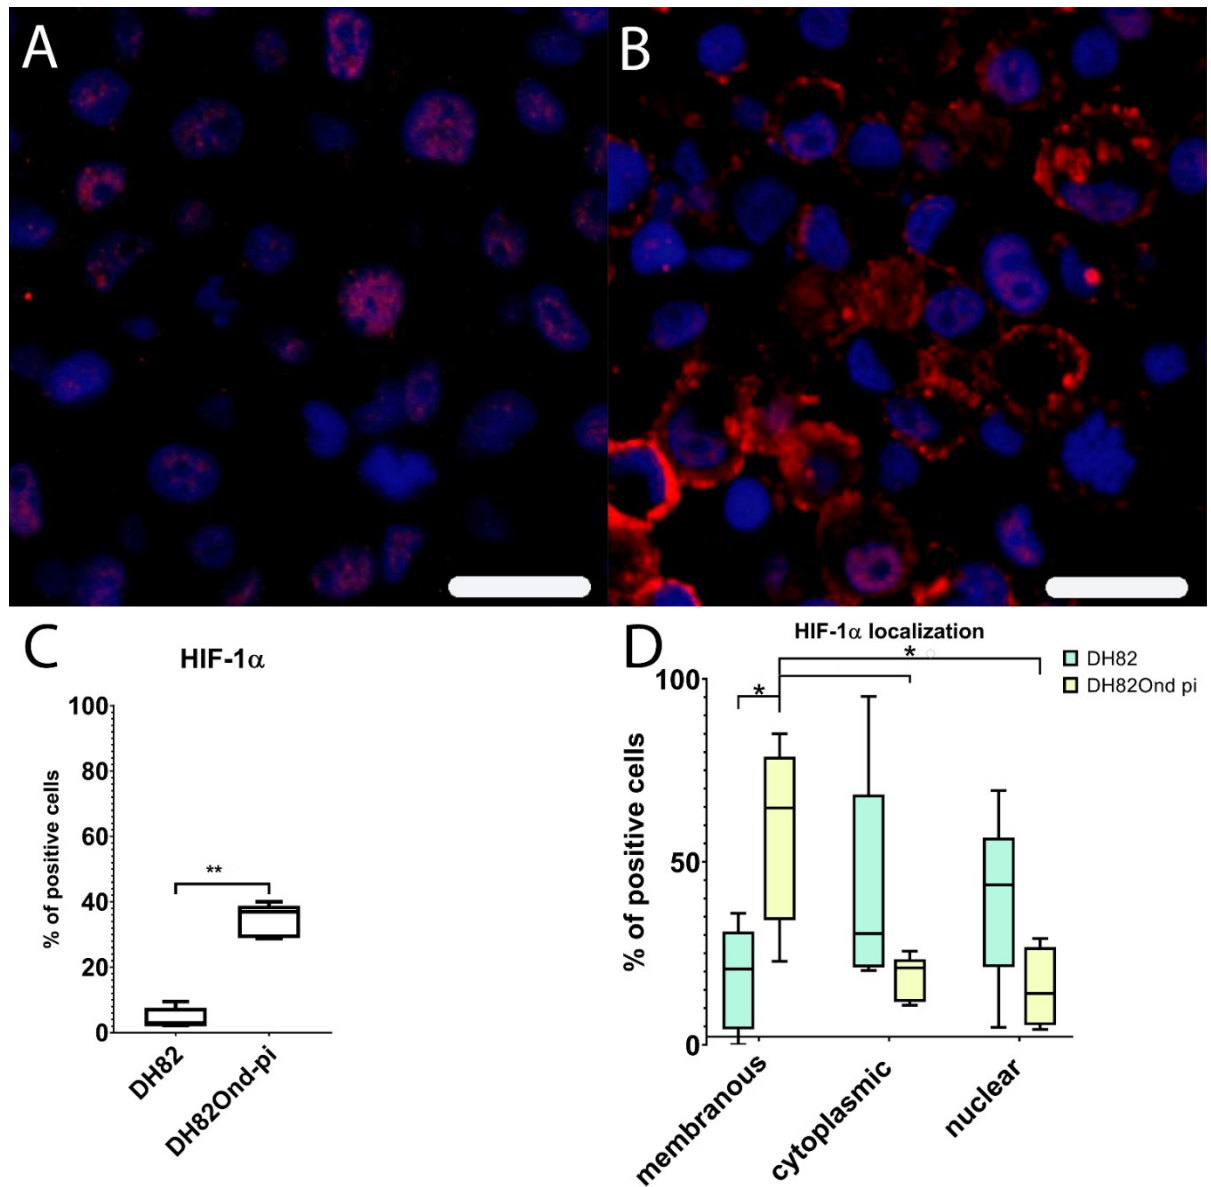 A
B
C
HIF-1α
% of positive cells
100
80
60
40
20
0
**
DH82
DH82Ond-pi
D
HIF-1α localization
*
*
DH82
DH82Ond pi
% of positive cells
100
50
0
membranous
cytoplasmic
nuclear